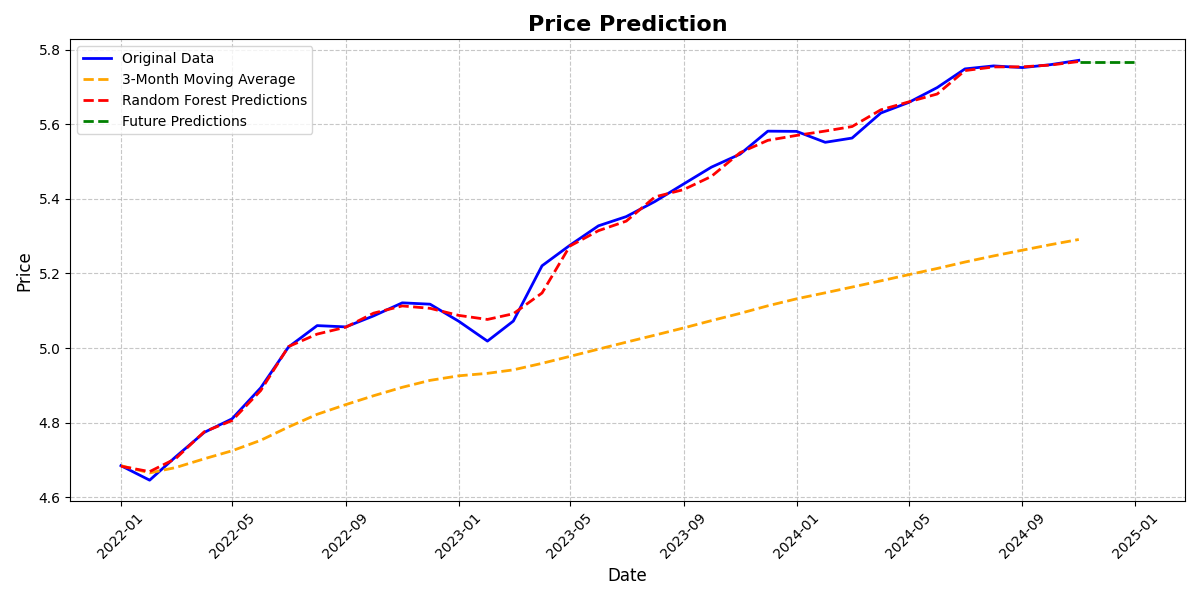 Price Prediction
Original Data
3-Month Moving Average
Random Forest Predictions
Future Predictions
Price
5.8
5.6
5.4
5.2
5.0
4.8
4.6
2022-01
2022-05
2022-09
2023-01
2023-05
2023-09
2024-01
2024-05
2024-09
2025-01
Date